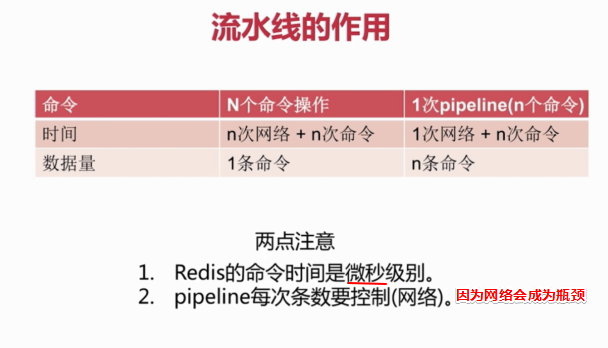 流水线的作用
命令 N个命令操作 1次pipeline(n个命令)
时间 n次网络 + n次命令 1次网络 + n次命令
数据量 1条命令 n条命令
两点注意
1. Redis的命令时间是微秒级别。
2. pipeline每次条数要控制(网络)。因为网络会成为瓶颈